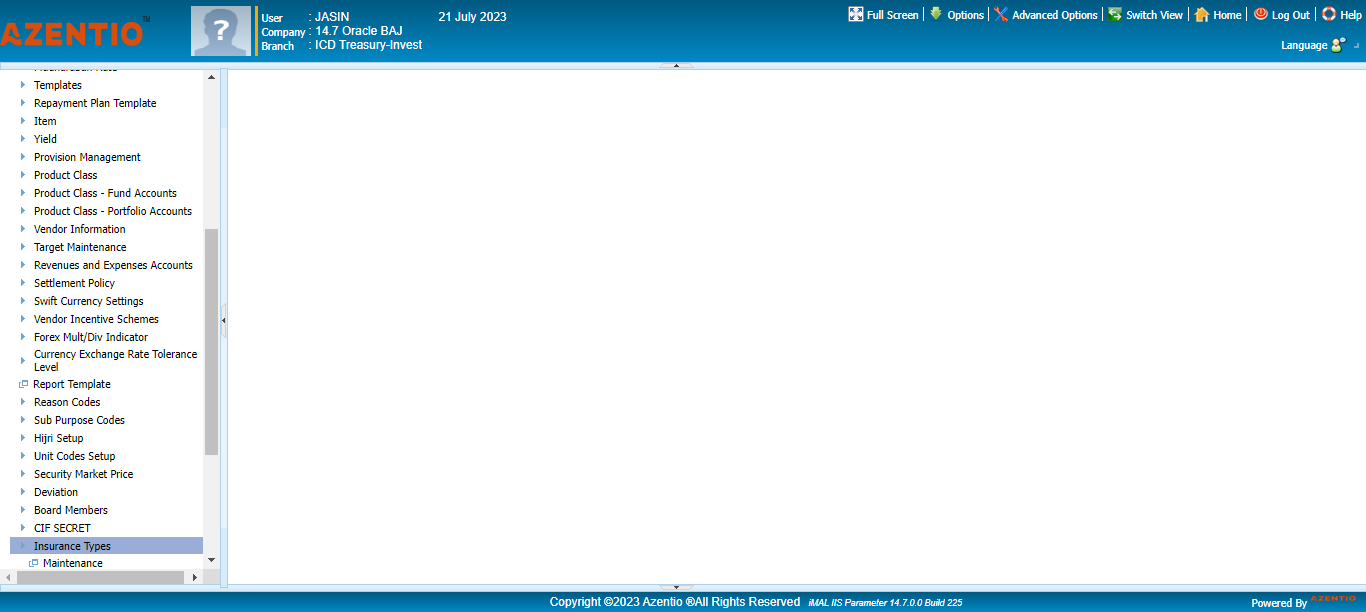 AZENTIO™
?
User : JASIN 21 July 2023
Company : 14.7 Oracle BAJ
Branch : ICD Treasury-Invest
Full Screen Options Advanced Options Switch View Home Log Out Help
Language
Templates
Repayment Plan Template
Item
Yield
Provision Management
Product Class
Product Class - Fund Accounts
Product Class - Portfolio Accounts
Vendor Information
Target Maintenance
Revenues and Expenses Accounts
Settlement Policy
Swift Currency Settings
Vendor Incentive Schemes
Forex Mult/Div Indicator
Currency Exchange Rate Tolerance
Level
Report Template
Reason Codes
Sub Purpose Codes
Hijri Setup
Unit Codes Setup
Security Market Price
Deviation
Board Members
CIF SECRET
Insurance Types
Maintenance
Copyright ©2023 Azentio ®All Rights Reserved iMAL IIS Parameter 14.7.0.0 Build 225
Powered By AZENTIO